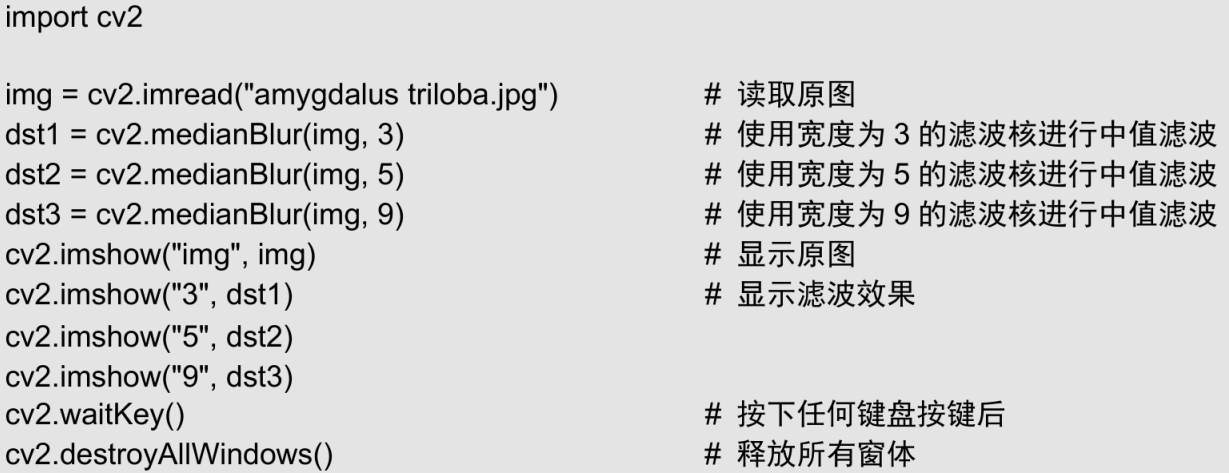 import cv2
img = cv2.imread("amygdalus triloba.jpg") # 读取原图
dst1 = cv2.medianBlur(img, 3) # 使用宽度为 3 的滤波核进行中值滤波
dst2 = cv2.medianBlur(img, 5) # 使用宽度为 5 的滤波核进行中值滤波
dst3 = cv2.medianBlur(img, 9) # 使用宽度为 9 的滤波核进行中值滤波
cv2.imshow("img", img) # 显示原图
cv2.imshow("3", dst1) # 显示滤波效果
cv2.imshow("5", dst2)
cv2.imshow("9", dst3)
cv2.waitKey() # 按下任何键盘按键后
cv2.destroyAllWindows() # 释放所有窗体